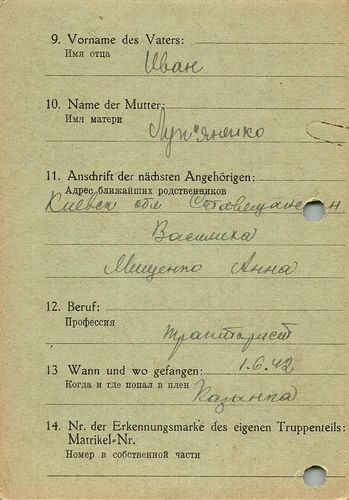 9. Vorname des Vaters:
Имя отца
Иван
10. Name der Mutter:
Имя матери
Лук"яненко
11. Anschrift der nächsten Angehörigen:
Адрес ближайших родственников
Киевск обл
Василиха
Мищенко Анна
12. Beruf:
Профессия
тракторист
13 Wann und wo gefangen: 1.6.42
Когда и где попал в плен
Казынка
14. Nr. der Erkennungsmarke des eigenen Truppenteils:
Matrikel-Nr.
Номер в собственной части